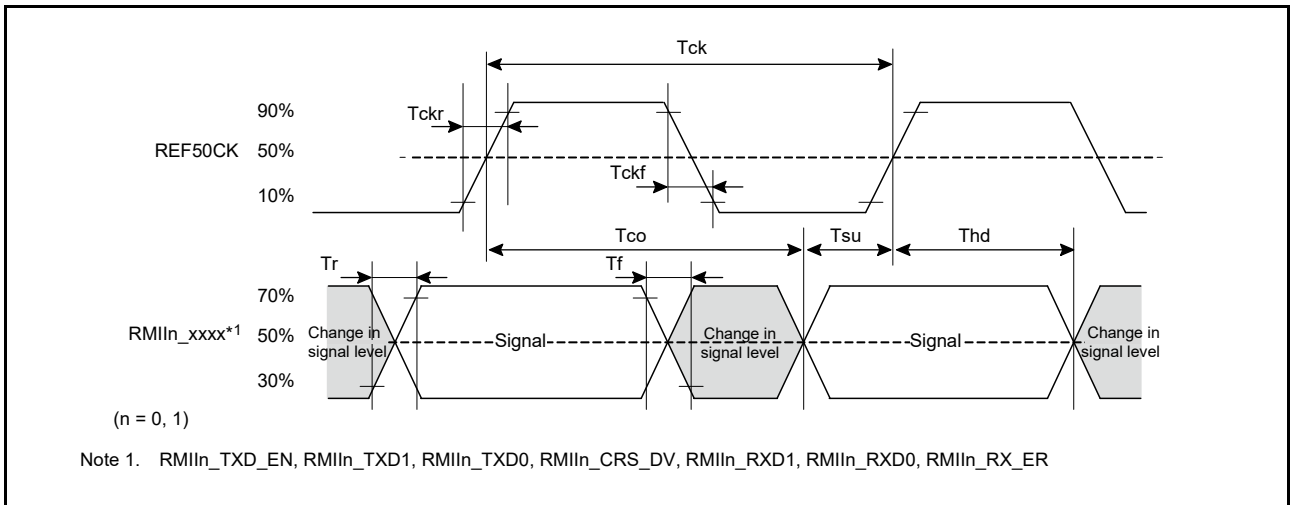 Tck
90%
Tckr
REF50CK 50%
Tckf
10%
Tco Tsu Thd
Tr Tf
70%
RMIIn_xxxx*1 50% Change in signal level Signal Change in signal level Signal Change in signal level
30%
(n = 0, 1)
Note 1. RMIIn_TXD_EN, RMIIn_TXD1, RMIIn_TXD0, RMIIn_CRS_DV, RMIIn_RXD1, RMIIn_RXD0, RMIIn_RX_ER